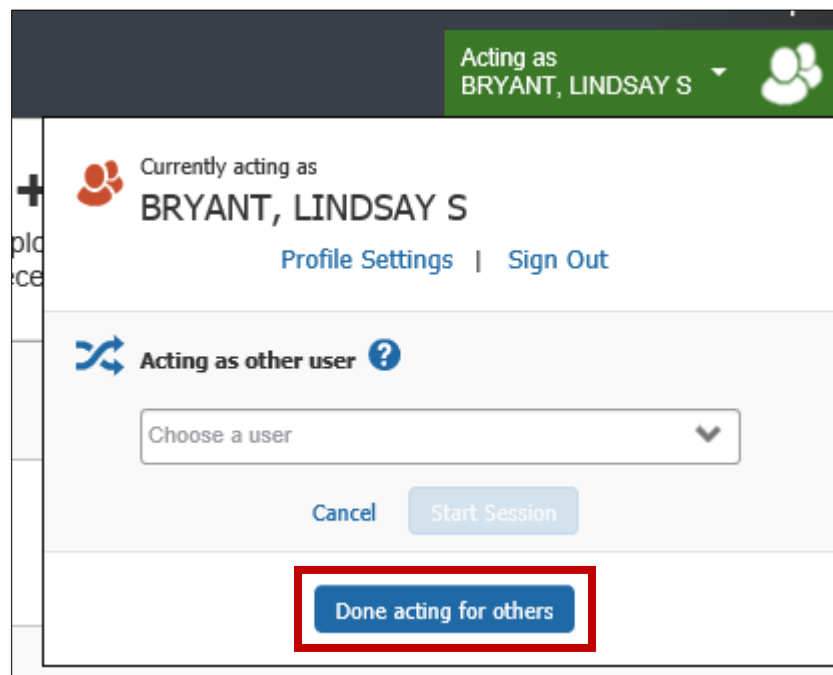 Acting as
BRYANT, LINDSAY S
Currently acting as
BRYANT, LINDSAY S
Profile Settings | Sign Out
Acting as other user ?
Choose a user
Cancel Start Session
Done acting for others